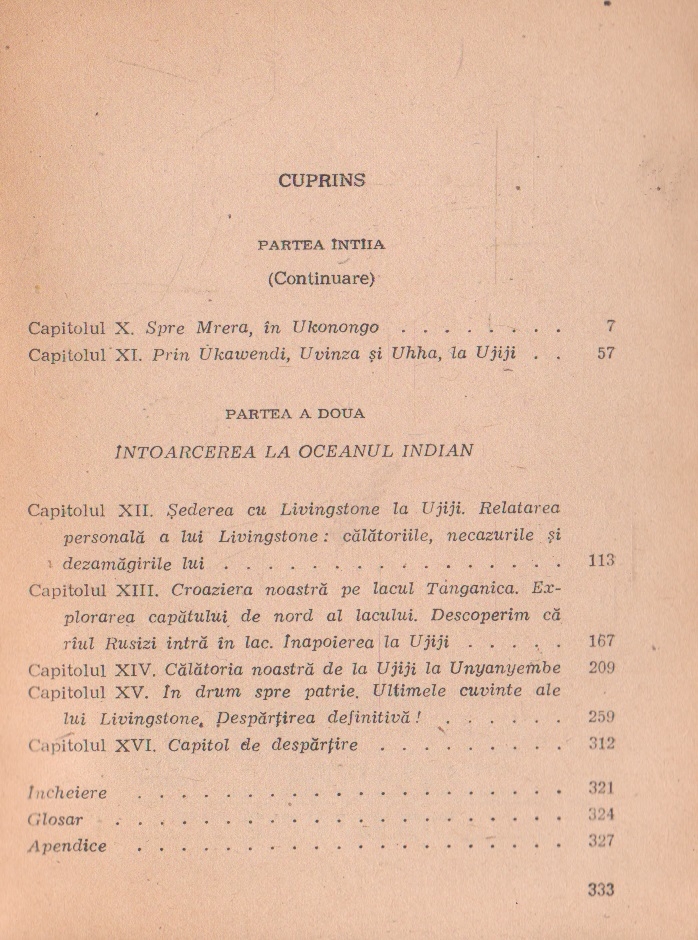 CUPRINS
PARTEA ÎNTÎIA
(Continuare)
Capitolul X. Spre Mrera, în Ukonongo . . . . . . . . 7
Capitolul XI. Prin Ukawendi, Uvinza și Uhha, la Ujiji . . 57
PARTEA A DOUA
ÎNTOARCEREA LA OCEANUL INDIAN
Capitolul XII. Șederea cu Livingstone la Ujiji. Relatarea
personală a lui Livingstone : călătoriile, necazurile și
dezamăgirile lui . . . . . . . . . . . . . . 113
Capitolul XIII. Croaziera noastră pe lacul Tanganica. Ex-
plorarea capătului de nord al lacului. Descoperim că
rîul Rusizi intră în lac. Înapoierea la Ujiji . . . . . 167
Capitolul XIV. Călătoria noastră de la Ujiji la Unyanyembe 209
Capitolul XV. În drum spre patrie. Ultimele cuvinte ale
lui Livingstone. Despărțirea definitivă ! . . . . . . 259
Capitolul XVI. Capitol de despărțire . . . . . . . . . 312
Încheiere . . . . . . . . . . . . . . . . . 321
Glosar . . . . . . . . . . . . . . . . . . 324
Apendice . . . . . . . . . . . . . . . . . 327
333